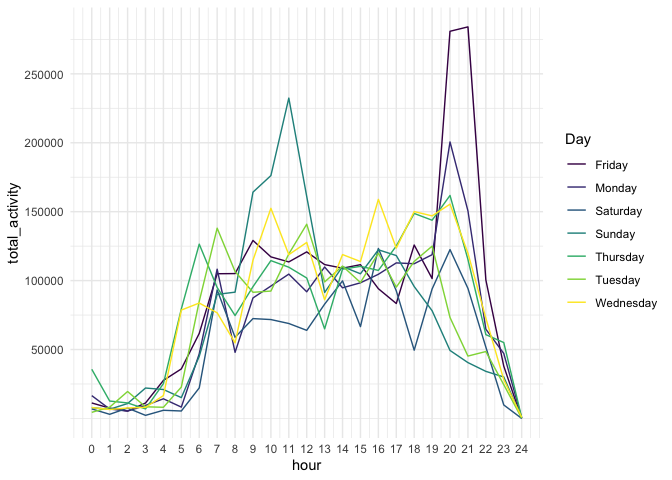 250000
200000
150000
100000
50000
total_activity
0 1 2 3 4 5 6 7 8 9 10 11 12 13 14 15 16 17 18 19 20 21 22 23 24
hour
Day
Friday
Monday
Saturday
Sunday
Thursday
Tuesday
Wednesday